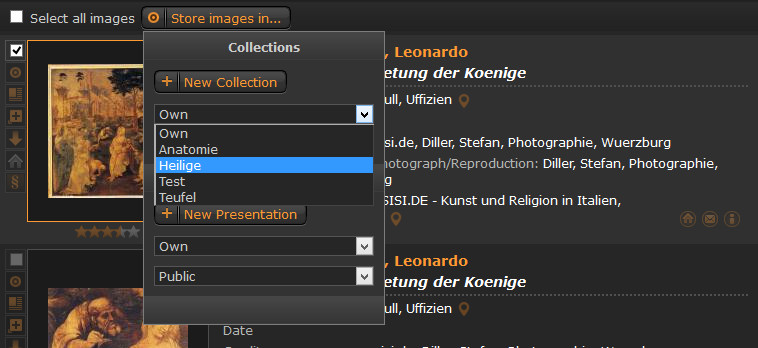 Select all images
Store images in...
Collections
New Collection
Own
Own
Anatomie
Heilige
Test
Teufel
New Presentation
Own
Public
, Leonardo
etung der Koenige
ull, Uffizien
si.de, Diller, Stefan, Photographie, Wuerzburg
hotograph/Reproduction: Diller, Stefan, Photographie,
g
SISI.DE - Kunst und Religion in Italien,
, Leonardo
etung der Koenige
ull, Uffizien
Date